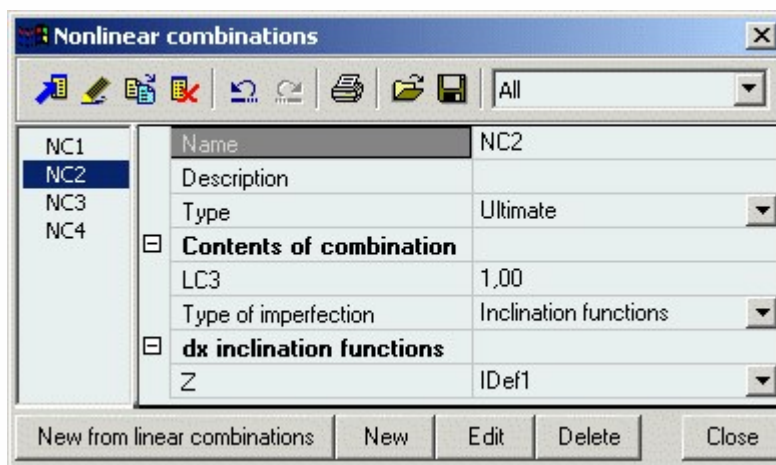 Nonlinear combinations
All
NC1
NC2
NC3
NC4
Name NC2
Description
Type Ultimate
Contents of combination
LC3 1,00
Type of imperfection Inclination functions
dx inclination functions
Z IDef1
New from linear combinations New Edit Delete Close